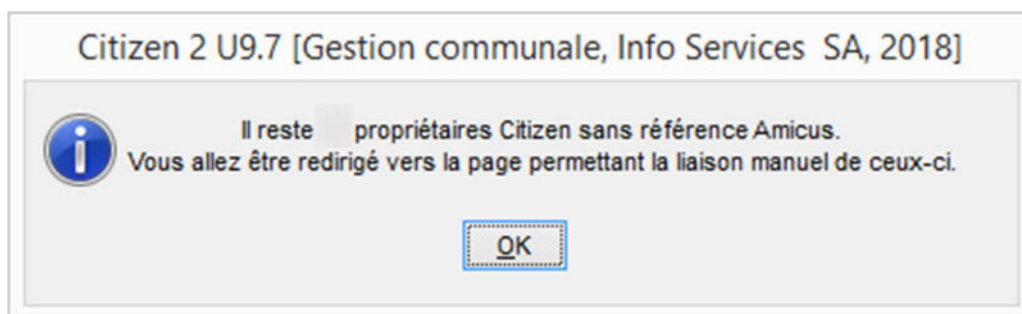 Citizen 2 U9.7 [Gestion communale, Info Services SA, 2018]
Il reste propriétaires Citizen sans référence Amicus.
Vous allez être redirigé vers la page permettant la liaison manuel de ceux-ci.
OK